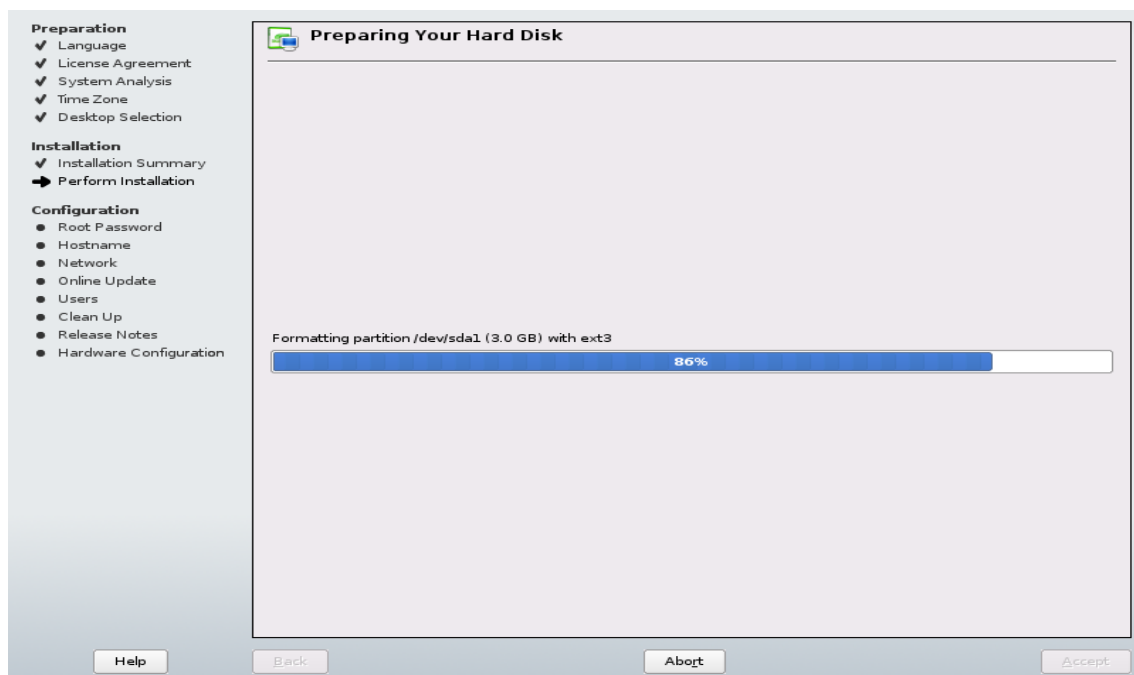 Preparation
Language
License Agreement
System Analysis
Time Zone
Desktop Selection
Installation
Installation Summary
Perform Installation
Configuration
Root Password
Hostname
Network
Online Update
Users
Clean Up
Release Notes
Hardware Configuration
Preparing Your Hard Disk
Formatting partition /dev/sda1 (3.0 GB) with ext3
86%
Help
Back
Abort
Accept